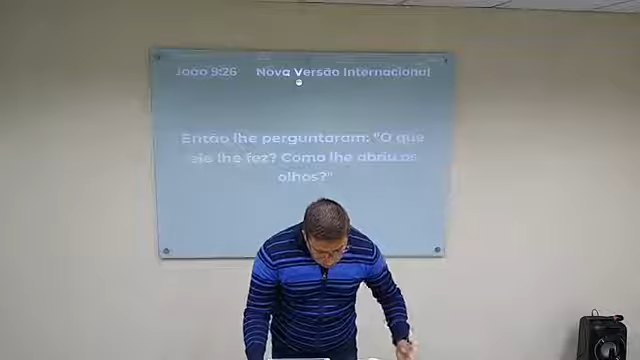 João 9:26 Nova Versão Internacional
Então lhe perguntaram: "O que
ele lhe fez? Como lhe abriu os
olhos?"